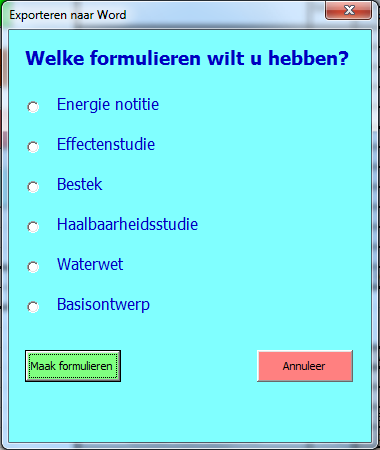 Exporteren naar Word
Welke formulieren wilt u hebben?
Energie notitie
Effectenstudie
Bestek
Haalbaarheidsstudie
Waterwet
Basisontwerp
Maak formulieren
Annuleer